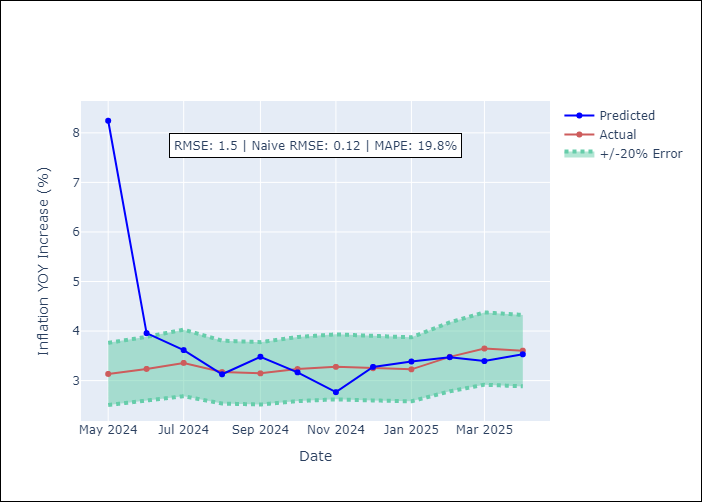 RMSE: 1.5 | Naive RMSE: 0.12 | MAPE: 19.8%
Predicted
Actual
+/-20% Error
Inflation YOY Increase (%)
8
7
6
5
4
3
May 2024
Jul 2024
Sep 2024
Nov 2024
Jan 2025
Mar 2025
Date